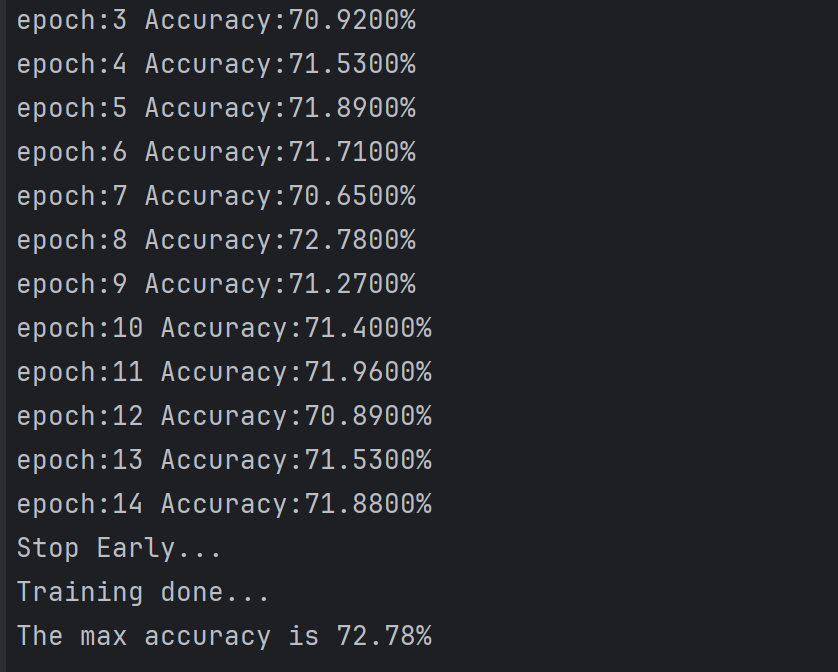 epoch:3 Accuracy:70.9200%
epoch:4 Accuracy:71.5300%
epoch:5 Accuracy:71.8900%
epoch:6 Accuracy:71.7100%
epoch:7 Accuracy:70.6500%
epoch:8 Accuracy:72.7800%
epoch:9 Accuracy:71.2700%
epoch:10 Accuracy:71.4000%
epoch:11 Accuracy:71.9600%
epoch:12 Accuracy:70.8900%
epoch:13 Accuracy:71.5300%
epoch:14 Accuracy:71.8800%
Stop Early...
Training done...
The max accuracy is 72.78%